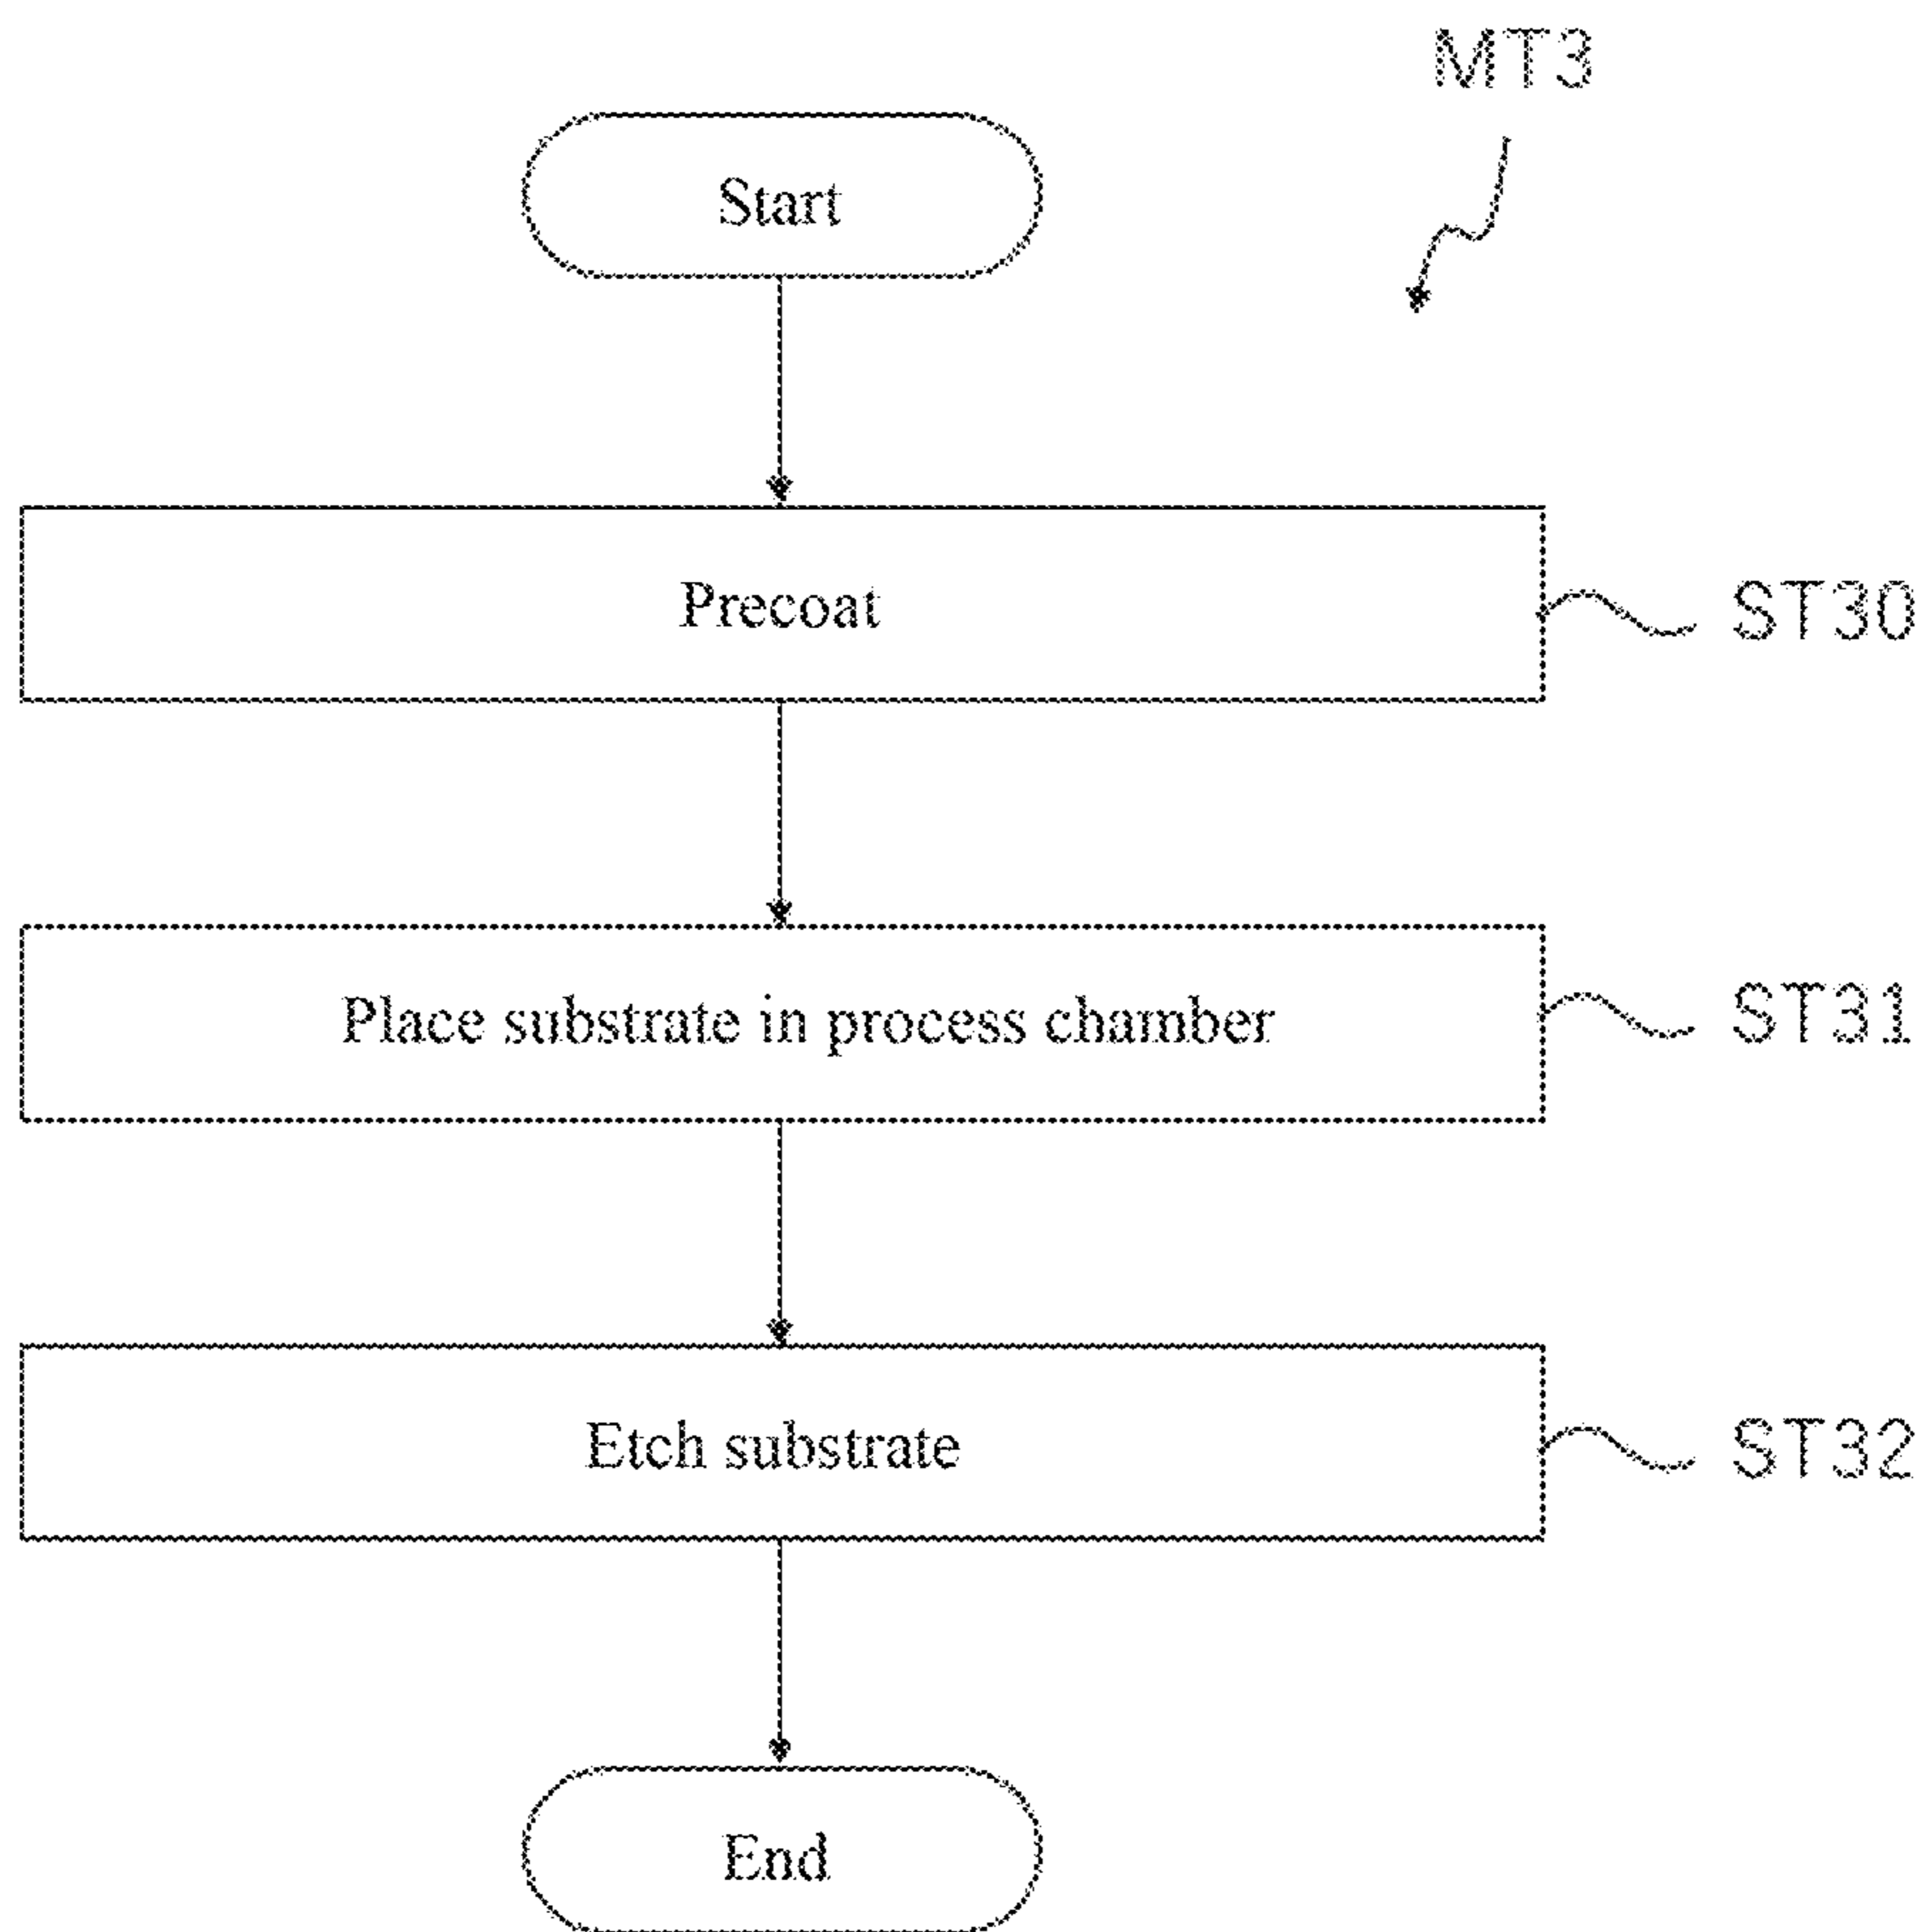 MT3
Start
Precoat
ST30
Place substrate in process chamber
ST31
Etch substrate
ST32
End